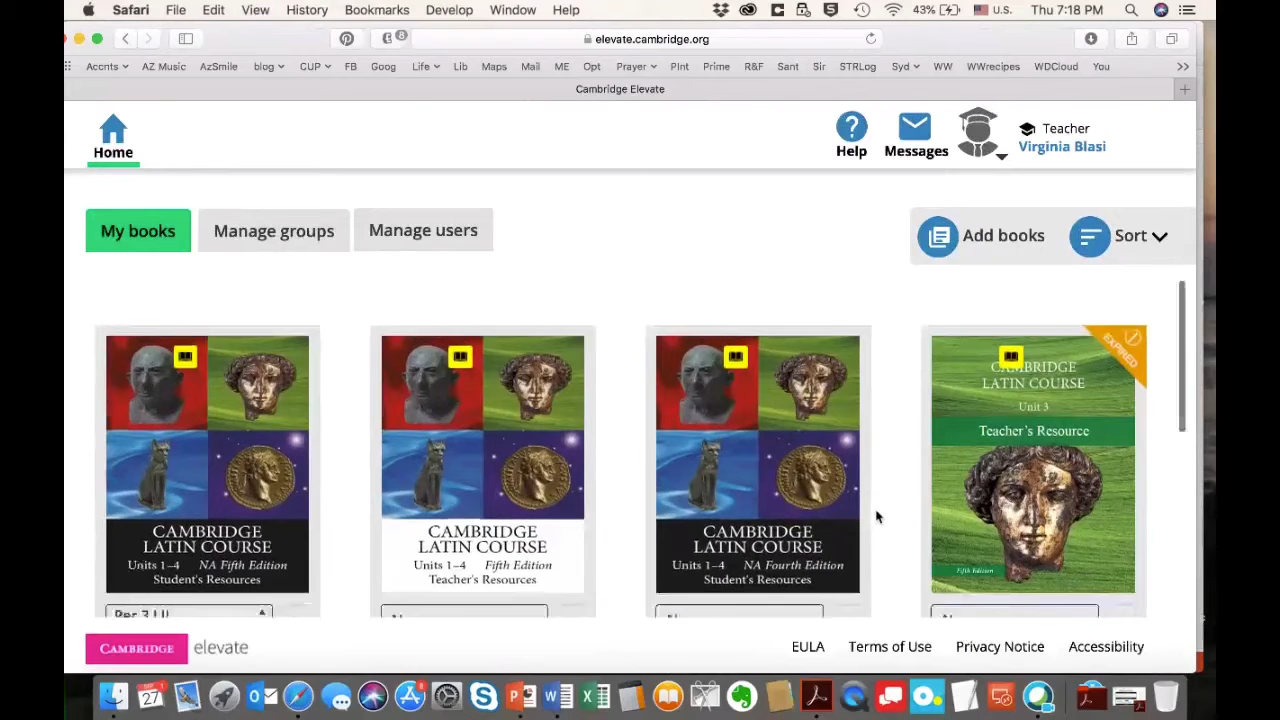 Safari File Edit View History Bookmarks Develop Window Help 43% U.S. Thu 7:18 PM
8 elevate.cambridge.org
Accnts AZ Music AzSmile blog CUP FB Goog Life Lib Maps Mail ME Opt Prayer PInt Prime R&F Sant Sir STRLog Syd WW WWrecipes WDCloud You
Cambridge Elevate
Home
Help
Messages
Teacher
Virginia Blasi
My books
Manage groups
Manage users
Add books
Sort
CAMBRIDGE
LATIN COURSE
Units 1–4 NA Fifth Edition
Student's Resources
CAMBRIDGE
LATIN COURSE
Units 1–4 Fifth Edition
Teacher's Resources
CAMBRIDGE
LATIN COURSE
Units 1–4 NA Fourth Edition
Student's Resources
EXPIRED
CAMBRIDGE
LATIN COURSE
Unit 3
Teacher's Resource
Fifth Edition
CAMBRIDGE elevate
EULA
Terms of Use
Privacy Notice
Accessibility
27